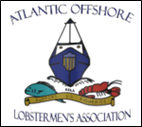 ATLANTIC OFFSHORE
LOBSTERMEN'S ASSOCIATION